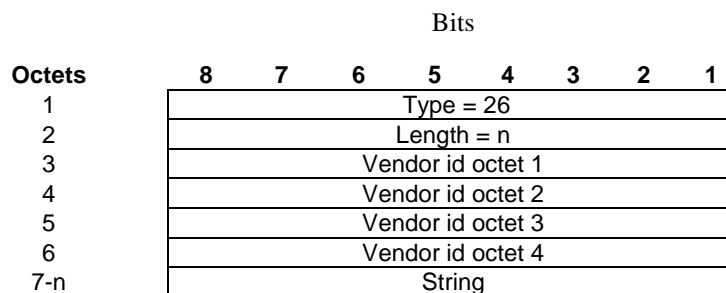 Bits
Octets 8 7 6 5 4 3 2 1
1 Type = 26
2 Length = n
3 Vendor id octet 1
4 Vendor id octet 2
5 Vendor id octet 3
6 Vendor id octet 4
7-n String